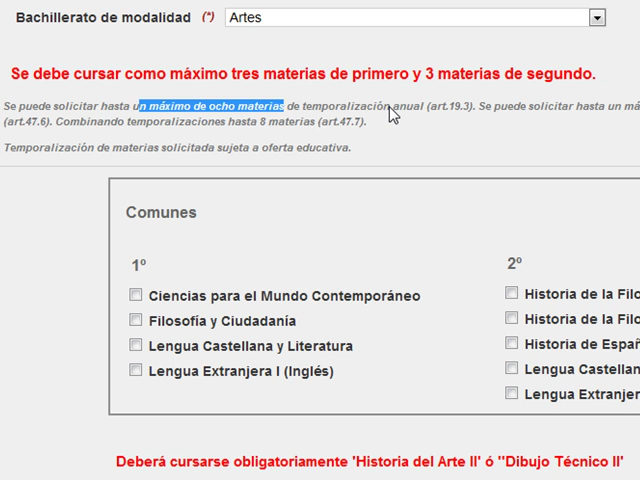 Bachillerato de modalidad (*) Artes
Se debe cursar como máximo tres materias de primero y 3 materias de segundo.
Se puede solicitar hasta un máximo de ocho materias de temporalización anual (art.19.3). Se puede solicitar hasta un
(art.47.6). Combinando temporalizaciones hasta 8 materias (art.47.7).
Temporalización de materias solicitada sujeta a oferta educativa.
Comunes
1º
Ciencias para el Mundo Contemporáneo
Filosofía y Ciudadanía
Lengua Castellana y Literatura
Lengua Extranjera I (Inglés)
2º
Historia de la
Historia de la
Historia de
Lengua
Deberá cursarse obligatoriamente 'Historia del Arte II' ó "Dibujo Técnico II'